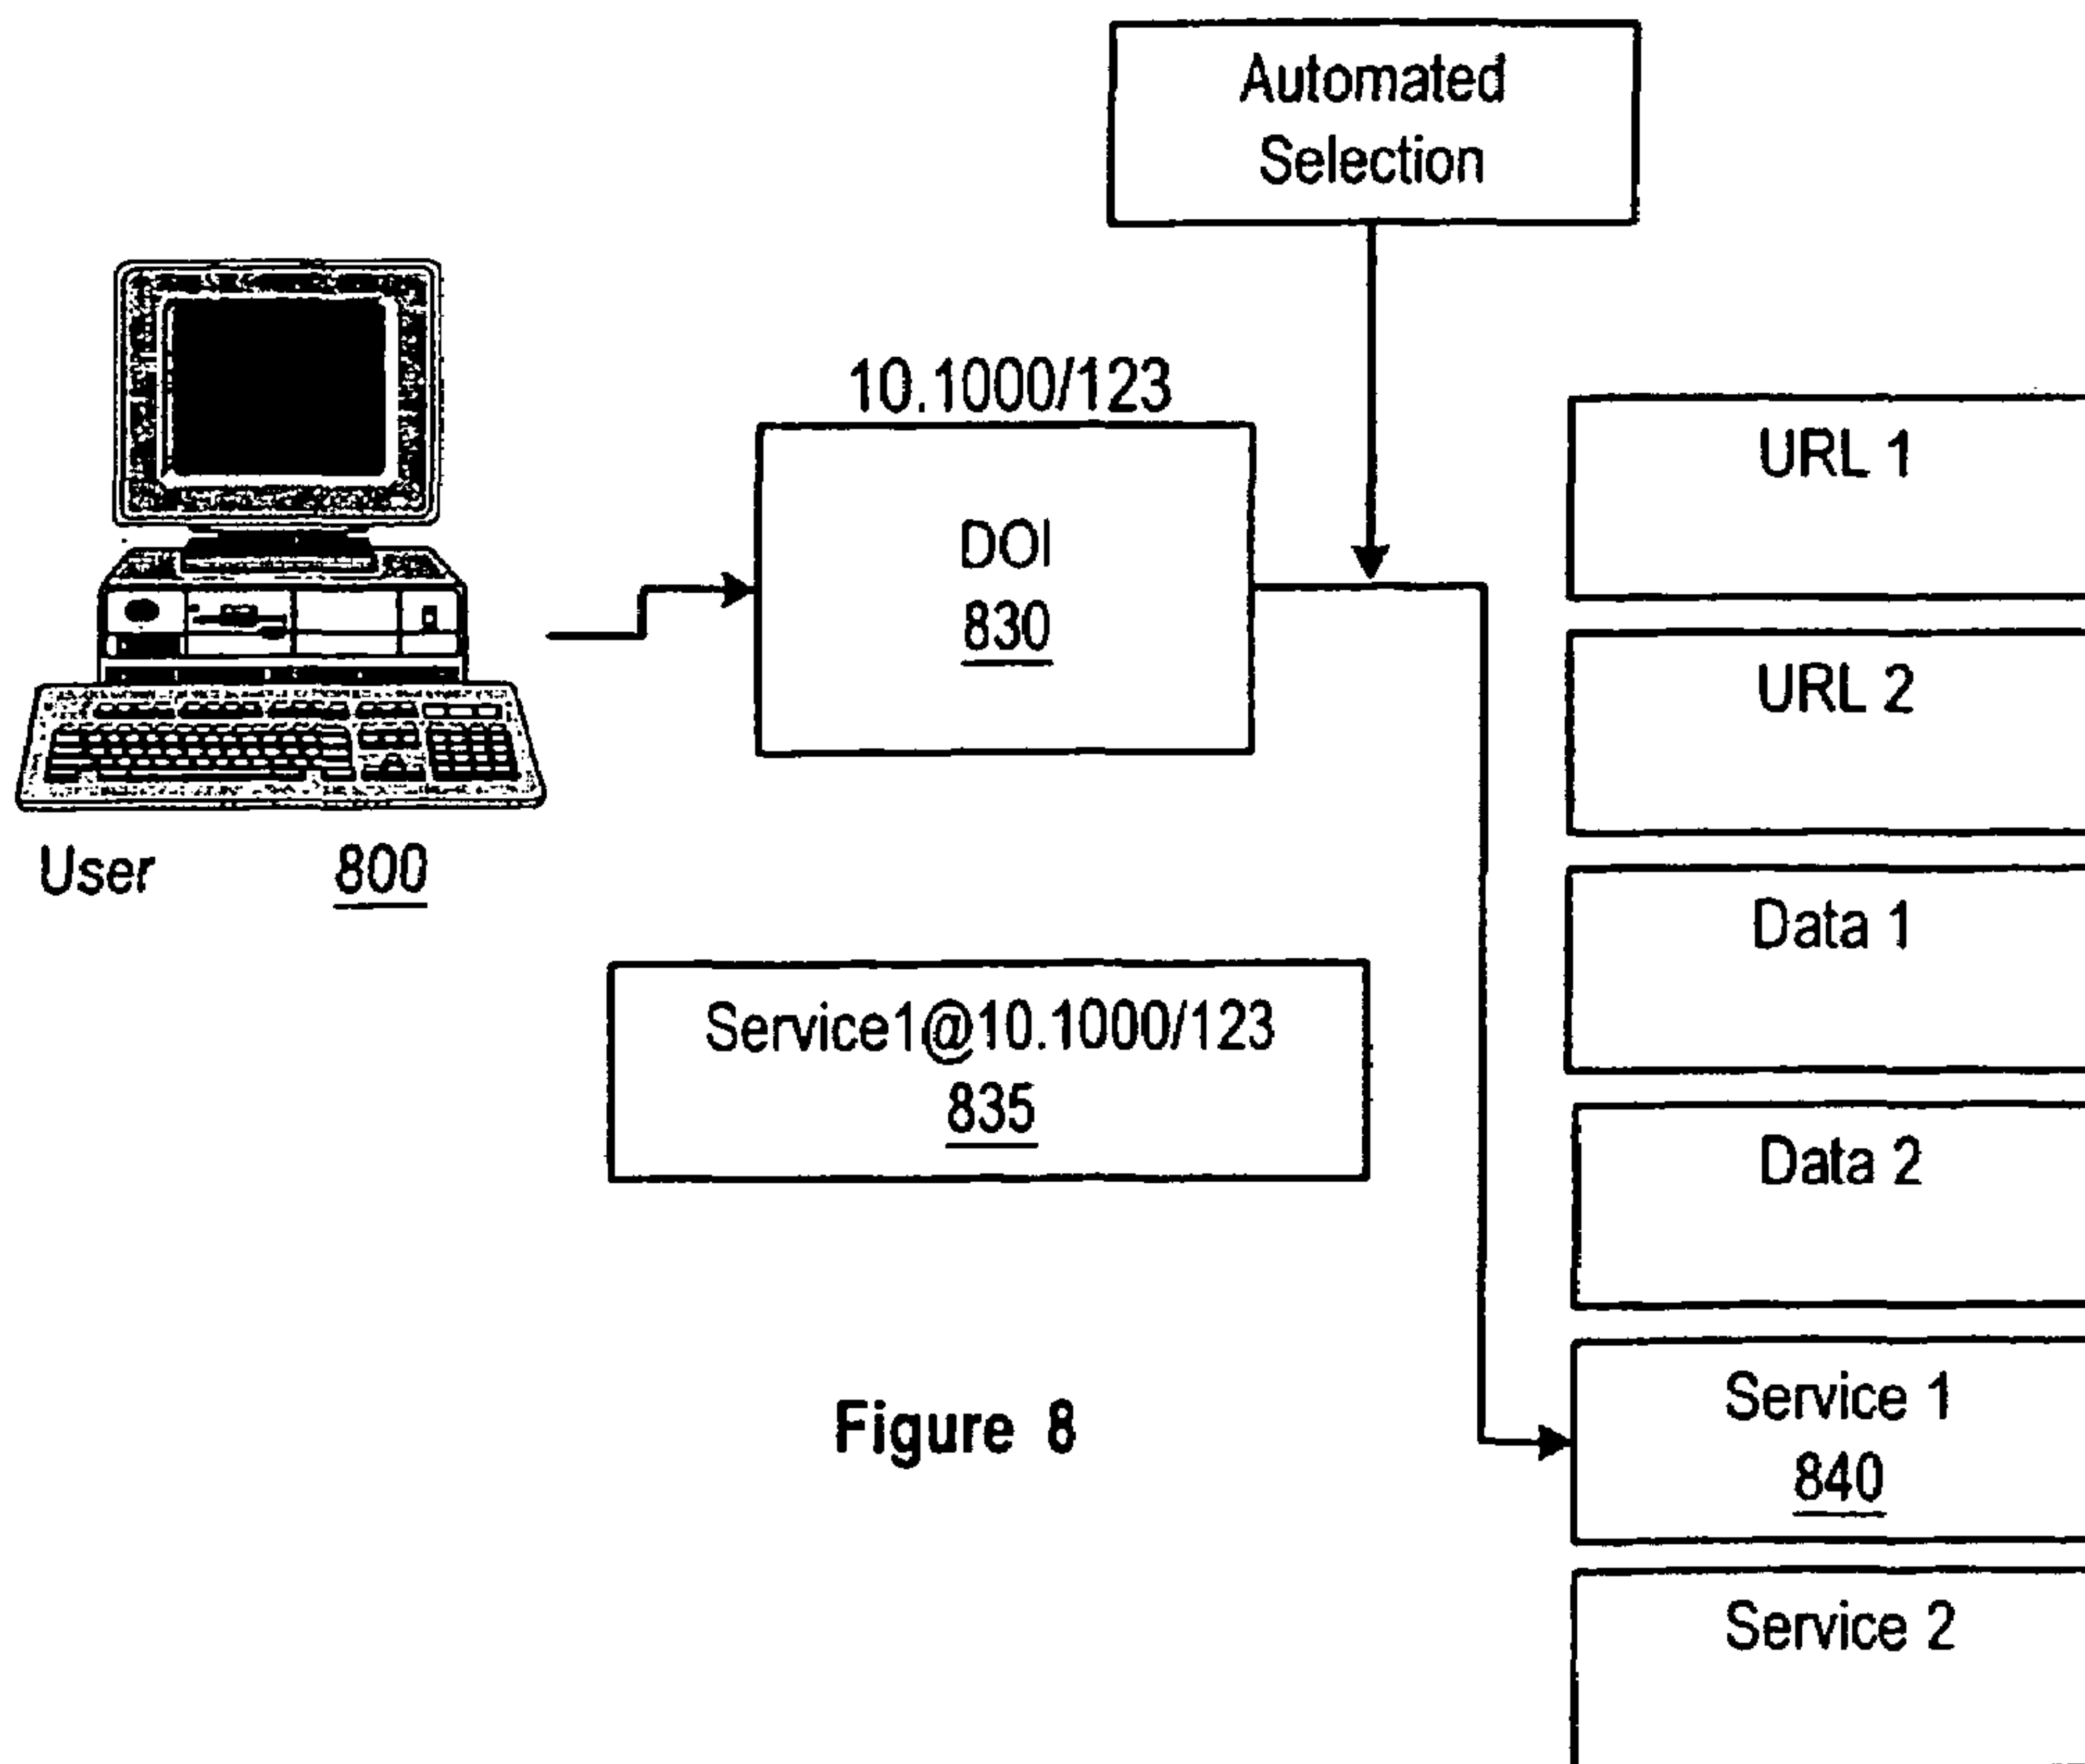 Automated
Selection
10.1000/123
DOI
830
User 800
Service1@10.1000/123
835
URL 1
URL 2
Data 1
Data 2
Service 1
840
Service 2
Figure 8